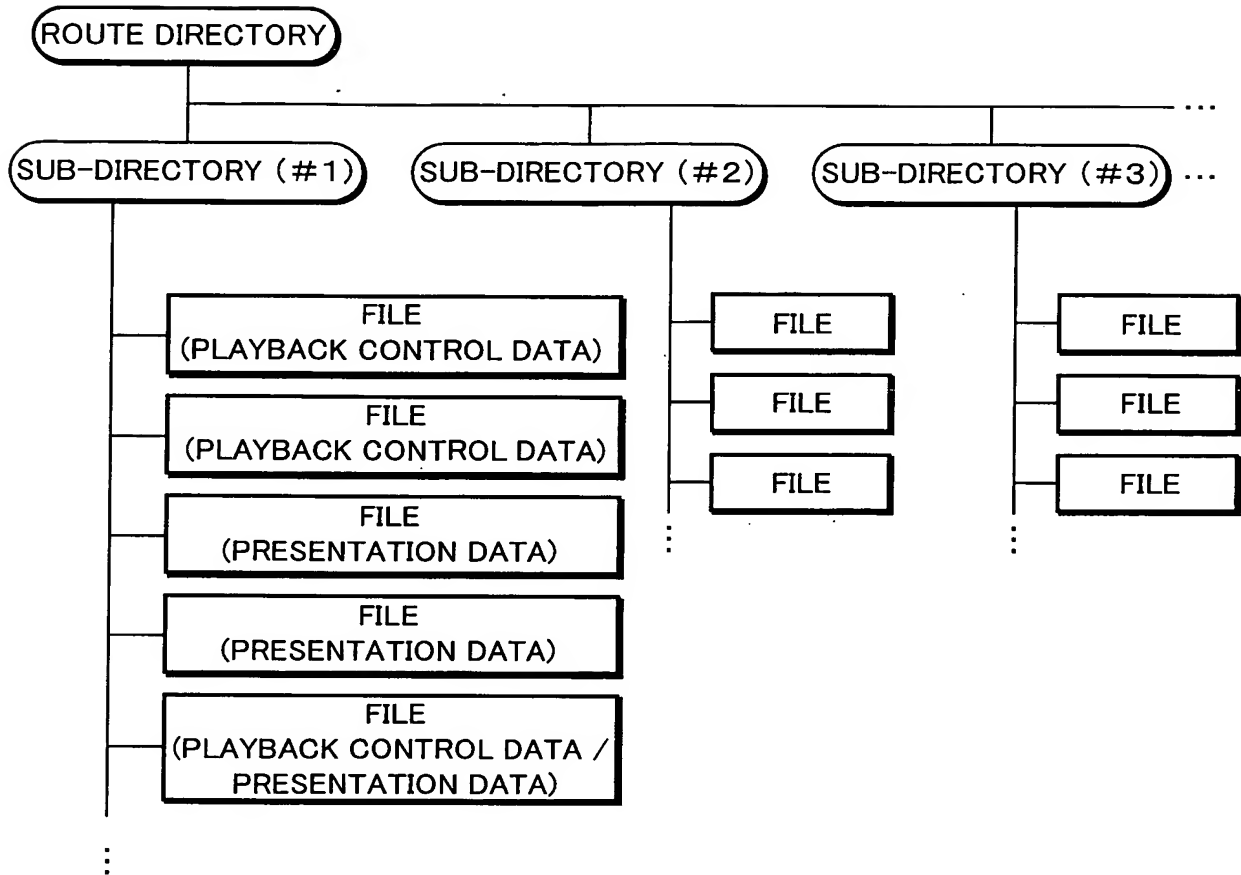 ROUTE DIRECTORY
...
SUB-DIRECTORY (#1)
SUB-DIRECTORY (#2)
SUB-DIRECTORY (#3) ...
FILE
(PLAYBACK CONTROL DATA)
FILE
(PLAYBACK CONTROL DATA)
FILE
(PRESENTATION DATA)
FILE
(PRESENTATION DATA)
FILE
(PLAYBACK CONTROL DATA /
PRESENTATION DATA)
⋮
FILE
FILE
FILE
⋮
FILE
FILE
FILE
⋮